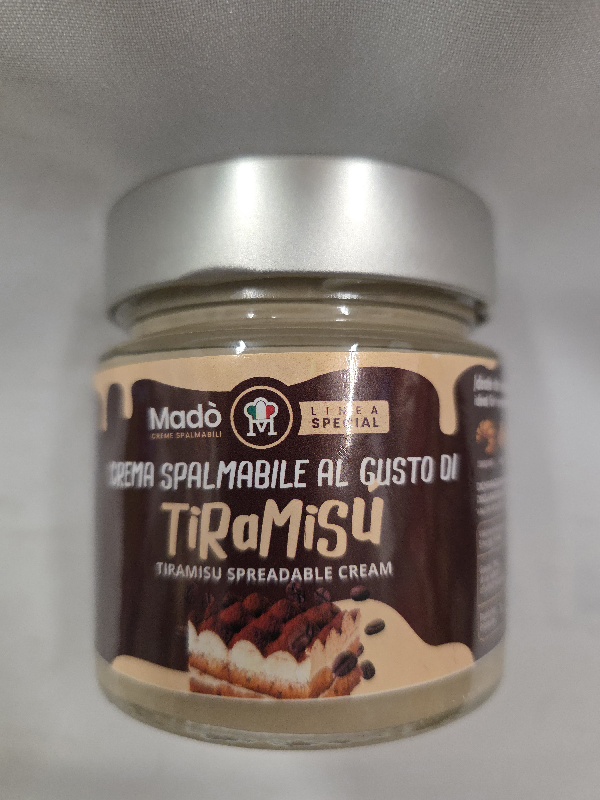 Madò
CREME SPALMABILI
M
LINEA
SPECIAL
CREMA SPALMABILE AL GUSTO DI
TiRaMiSÙ
TIRAMISU SPREADABLE CREAM